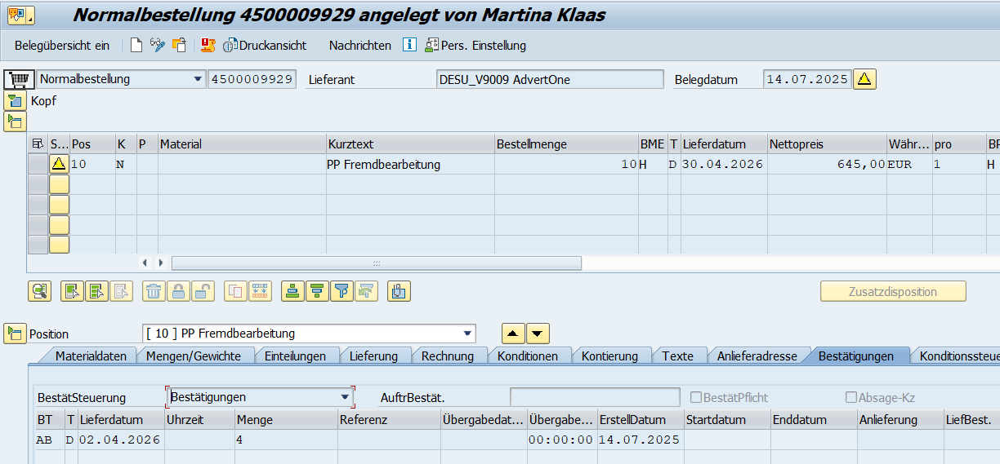 Normalbestellung 4500009929 angelegt von Martina Klaas
Belegübersicht ein Druckansicht Nachrichten Pers. Einstellung
Normalbestellung 4500009929 Lieferant DESU_V9009 AdvertOne Belegdatum 14.07.2025
Kopf
S... Pos K P Material Kurztext Bestellmenge BME T Lieferdatum Nettopreis Währ... pro
10 N PP Fremdbearbeitung 10 H D 30.04.2026 645,00 EUR 1 H
Zusatzdisposition
Position [ 10 ] PP Fremdbearbeitung
Materialdaten Mengen/Gewichte Einteilungen Lieferung Rechnung Konditionen Kontierung Texte Anlieferadresse Bestätigungen Konditionssteue
BestätSteuerung Bestätigungen AuftrBestät. BestätPflicht Absage-Kz
BT T Lieferdatum Uhrzeit Menge Referenz Übergabedat... Übergabe... ErstellDatum Startdatum Enddatum Anlieferung LiefBest.
AB D 02.04.2026 4 00:00:00 14.07.2025